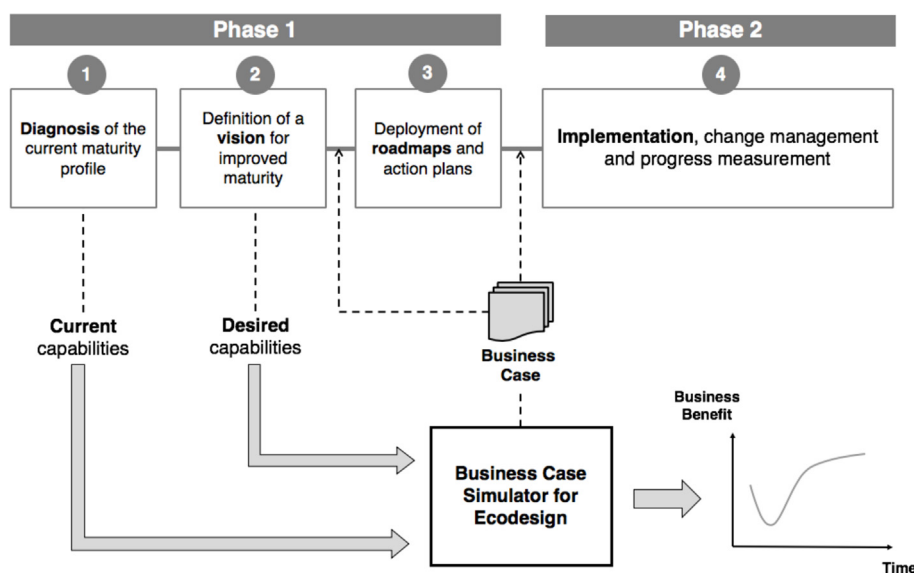 Phase 1
Phase 2
1
2
3
4
Diagnosis of the
current maturity
profile
Definition of a
vision for
improved
maturity
Deployment of
roadmaps and
action plans
Implementation, change management
and progress measurement
Current
capabilities
Desired
capabilities
Business
Case
Business Case
Simulator for
Ecodesign
Business
Benefit
Time